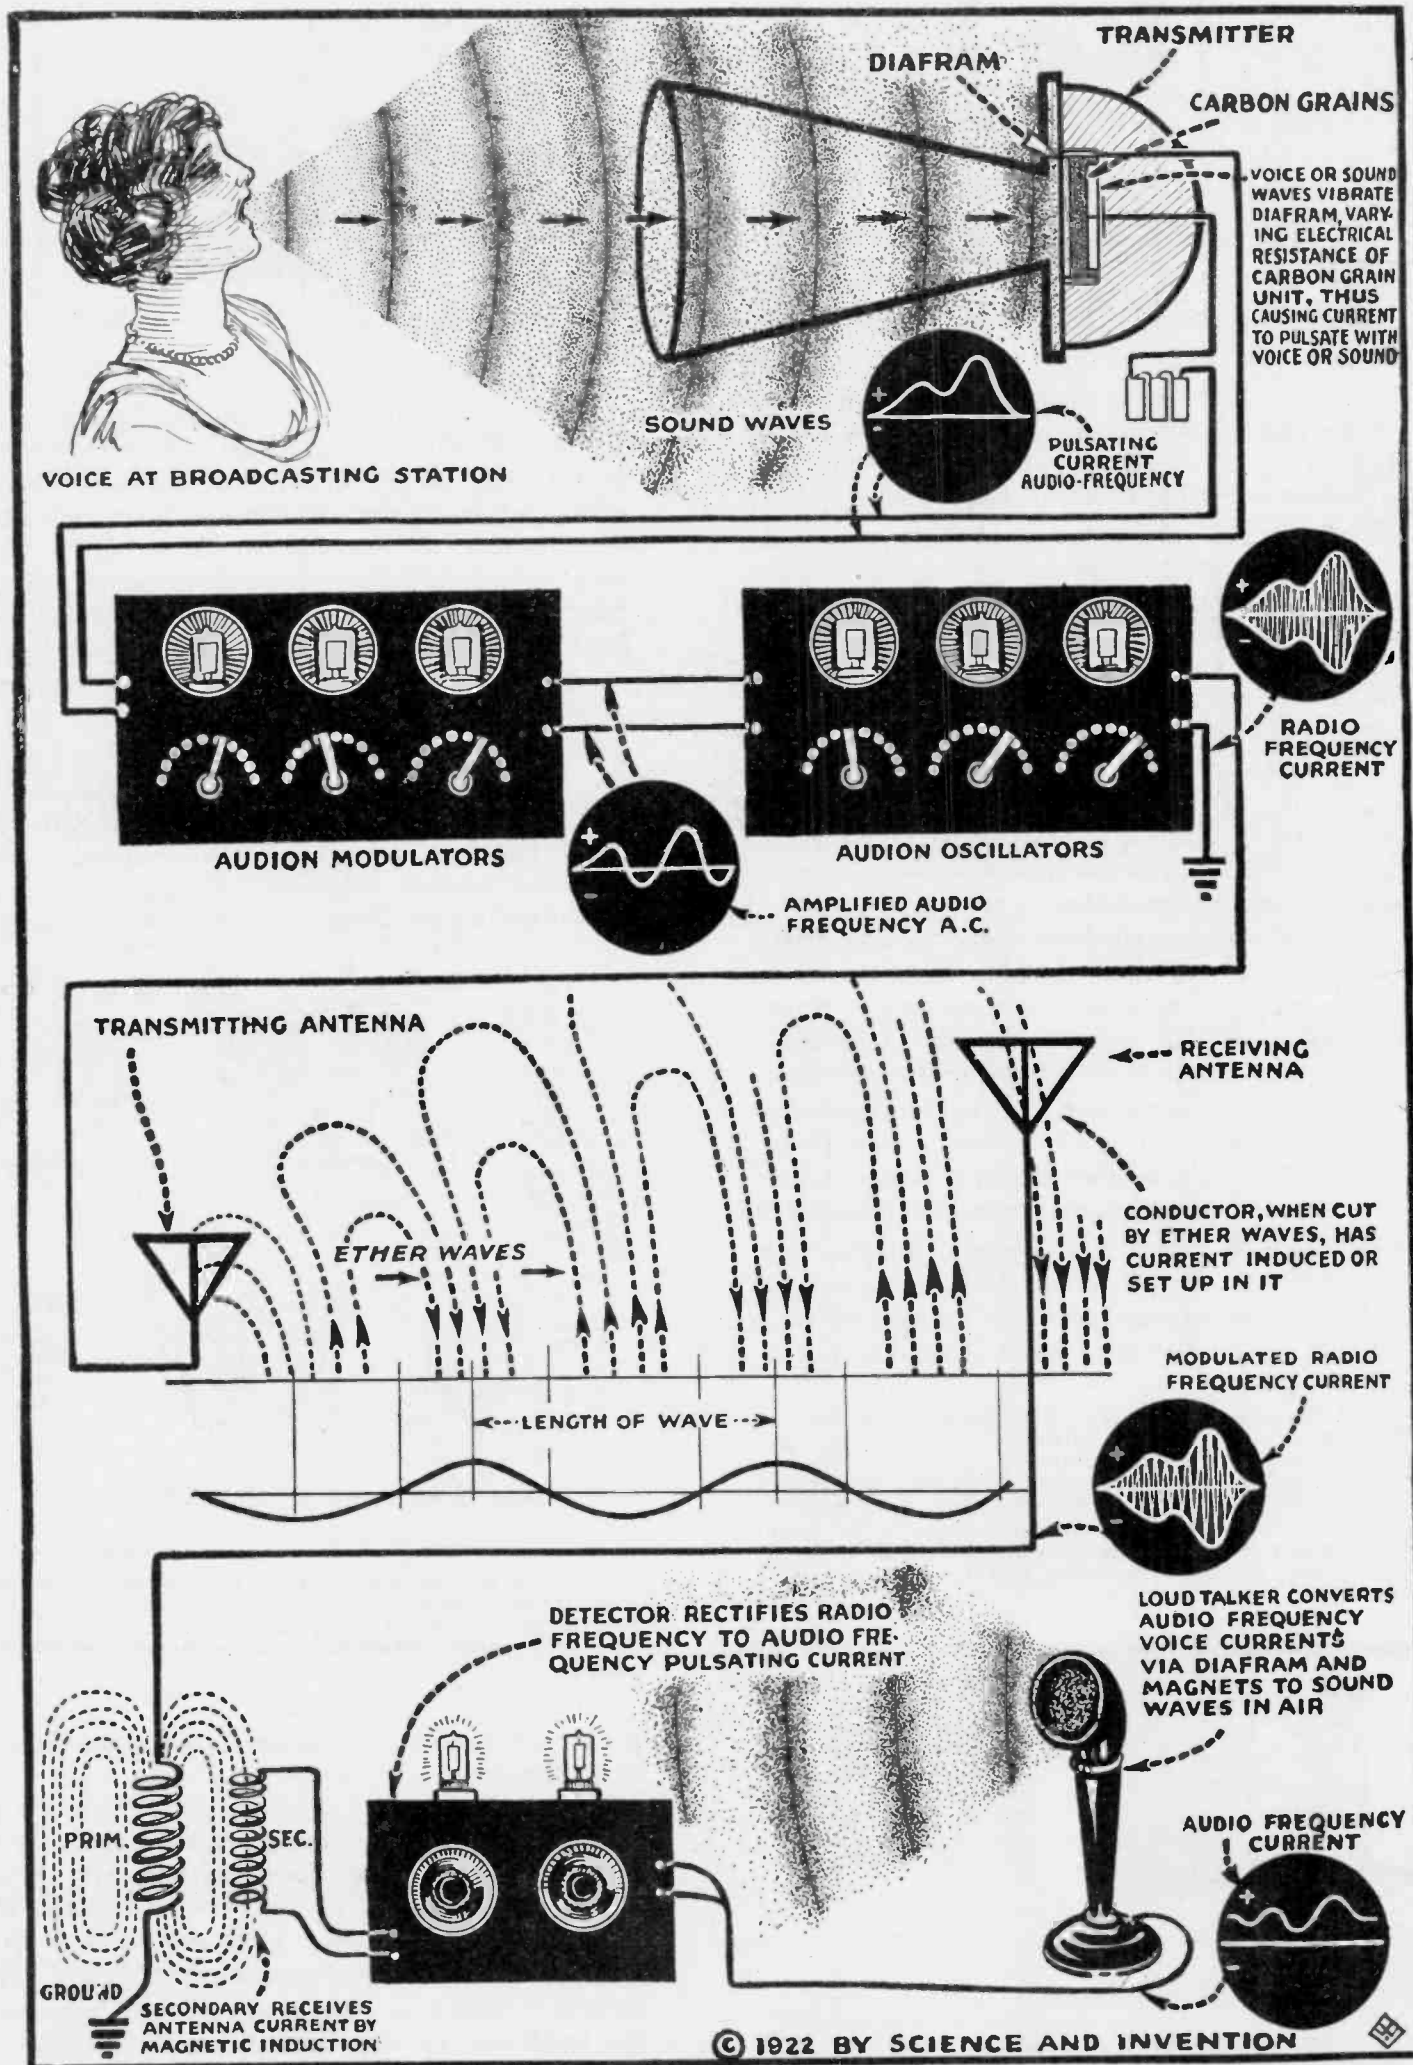 TRANSMITTER
DIAFRAM
CARBON GRAINS
VOICE OR SOUND
WAVES VIBRATE
DIAFRAM, VARY-
ING ELECTRICAL
RESISTANCE OF
CARBON GRAIN
UNIT, THUS
CAUSING CURRENT
TO PULSATE WITH
VOICE OR SOUND
SOUND WAVES
+
-
PULSATING
CURRENT
AUDIO-FREQUENCY
VOICE AT BROADCASTING STATION
+
-
RADIO
FREQUENCY
CURRENT
AUDION MODULATORS
+
-
AUDION OSCILLATORS
AMPLIFIED AUDIO
FREQUENCY A.C.
TRANSMITTING ANTENNA
RECEIVING
ANTENNA
ETHER WAVES
CONDUCTOR, WHEN CUT
BY ETHER WAVES, HAS
CURRENT INDUCED OR
SET UP IN IT
MODULATED RADIO
FREQUENCY CURRENT
LENGTH OF WAVE
+
-
DETECTOR RECTIFIES RADIO
FREQUENCY TO AUDIO FRE-
QUENCY PULSATING CURRENT
LOUD TALKER CONVERTS
AUDIO FREQUENCY
VOICE CURRENTS
VIA DIAFRAM AND
MAGNETS TO SOUND
WAVES IN AIR
PRIM.
SEC.
AUDIO FREQUENCY
CURRENT
+
-
GROUND
SECONDARY RECEIVES
ANTENNA CURRENT BY
MAGNETIC INDUCTION
© 1922 BY SCIENCE AND INVENTION